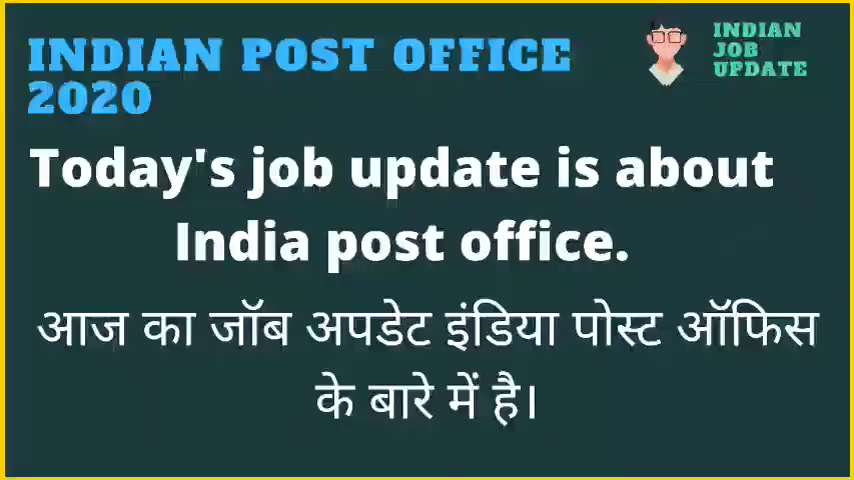 INDIAN POST OFFICE
2020
INDIAN
JOB
UPDATE
Today's job update is about
India post office.
आज का जॉब अपडेट इंडिया पोस्ट ऑफिस
के बारे में है।